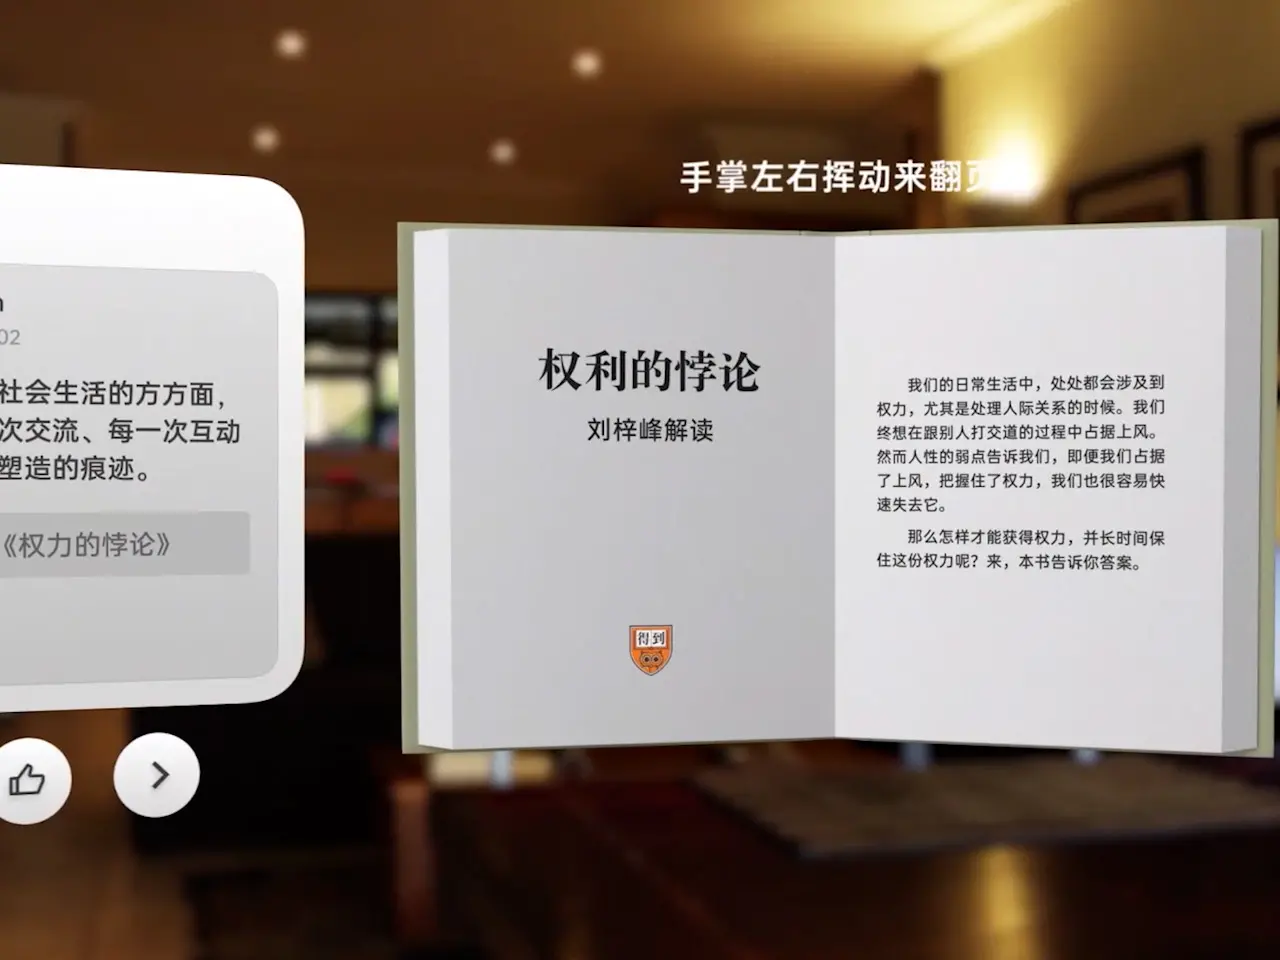 手掌左右挥动来翻页
02
社会生活的方方面，
次交流、每一次互动
塑造的痕迹。
《权力的悖论》
权利的悖论
刘梓峰解读
得到
我们的日常生活中，处处都会涉及到
权力，尤其是处理人际关系的时候。我们
终想在跟别人打交道的过程中占据上风。
然而人性的弱点告诉我们，即便我们占据
了上风，把握住了权力，我们也很容易快
速失去它。
那么怎样才能获得权力，并长时间保
住这份权力呢？来，本书告诉你答案。